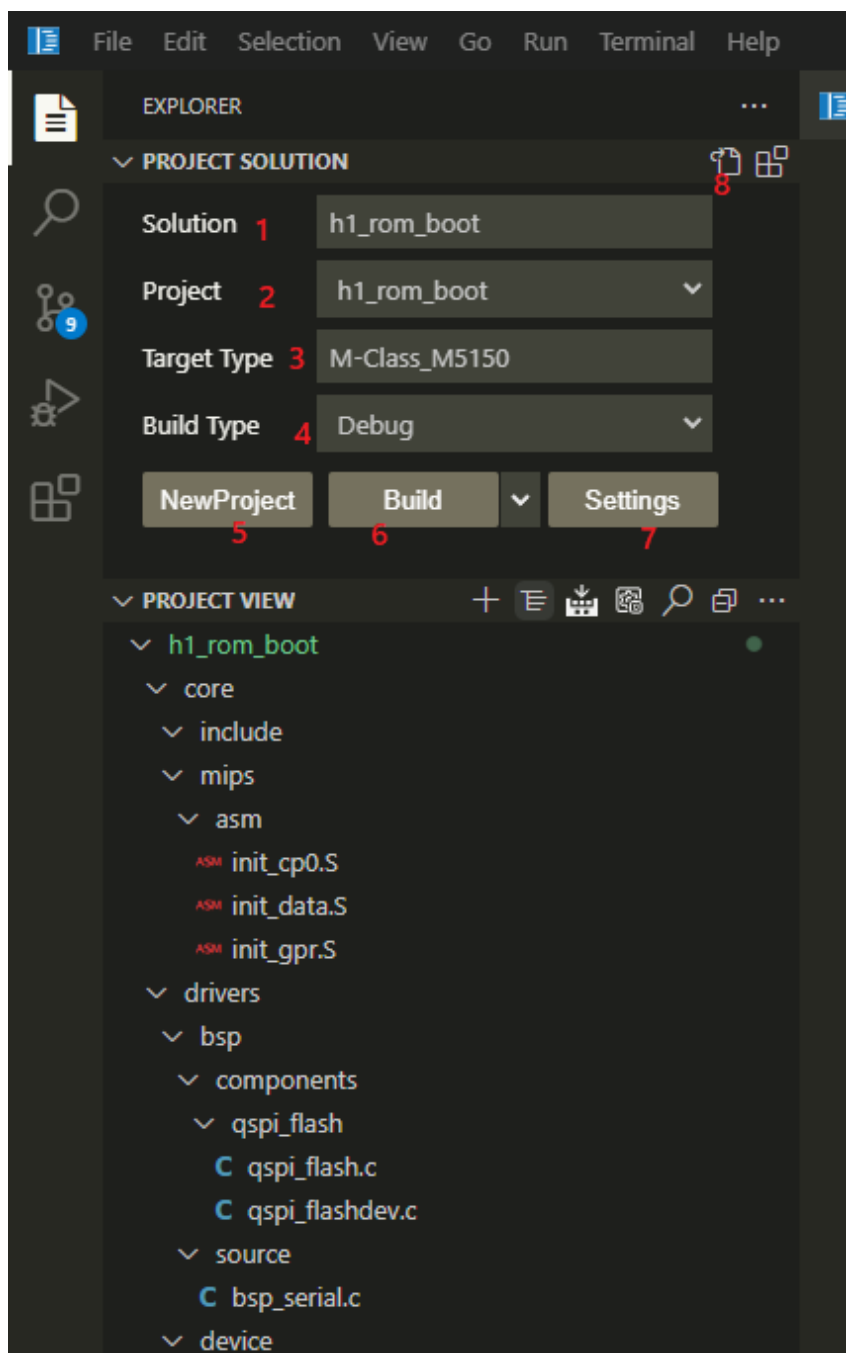 File Edit Selection View Go Run Terminal Help
EXPLORER
PROJECT SOLUTION
8
Solution 1 h1_rom_boot
Project 2 h1_rom_boot
9
Target Type 3 M-Class_M5150
Build Type 4 Debug
NewProject Build Settings
5 6 7
PROJECT VIEW
h1_rom_boot
core
include
mips
asm
ASM init_cp0.S
ASM init_data.S
ASM init_gpr.S
drivers
bsp
components
qspi_flash
C qspi_flash.c
C qspi_flashdev.c
source
C bsp_serial.c
device